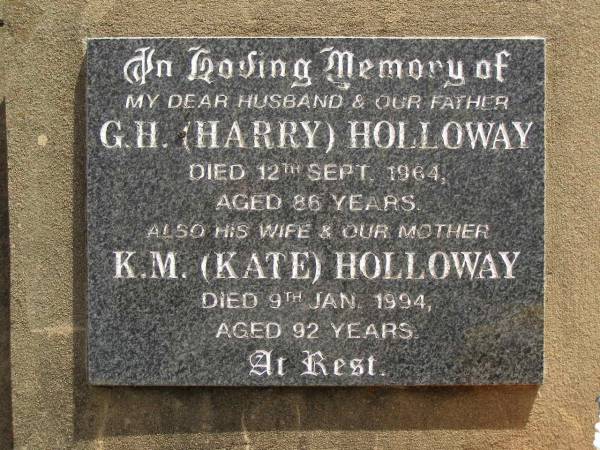 In Loving Memory of
MY DEAR HUSBAND & OUR FATHER
G.H. (HARRY) HOLLOWAY
DIED 12TH SEPT. 1964,
AGED 86 YEARS.
ALSO HIS WIFE & OUR MOTHER
K.M. (KATE) HOLLOWAY
DIED 9TH JAN. 1994,
AGED 92 YEARS.
At Rest.